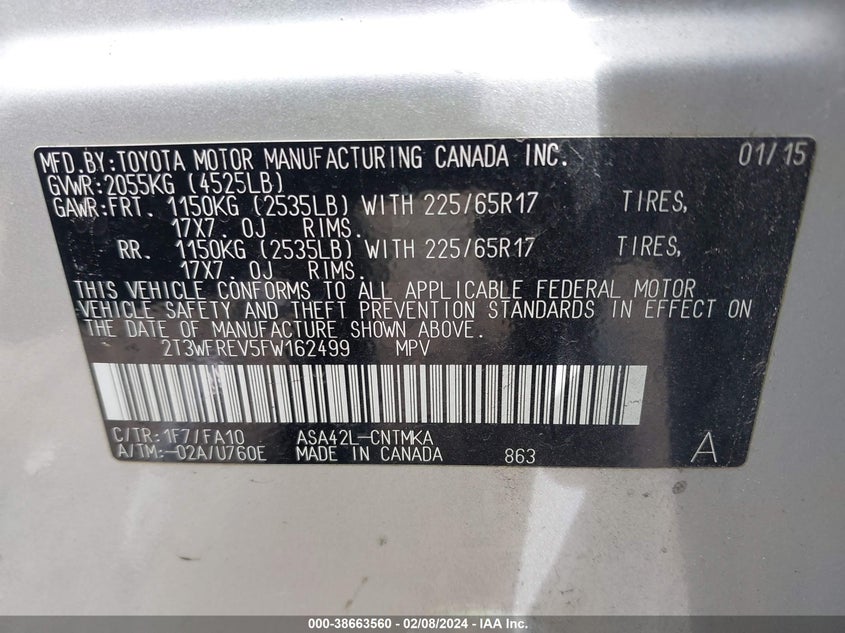 MFD.BY:TOYOTA MOTOR MANUFACTURING CANADA INC. 01/15
GVWR:2055KG (4525LB)
GAWR:FRT. 1150KG (2535LB) WITH 225/65R17 TIRES,
17X7.0J RIMS.
RR. 1150KG (2535LB) WITH 225/65R17 TIRES,
17X7.0J RIMS.
THIS VEHICLE CONFORMS TO ALL APPLICABLE FEDERAL MOTOR
VEHICLE SAFETY AND THEFT PREVENTION STANDARDS IN EFFECT ON
THE DATE OF MANUFACTURE SHOWN ABOVE.
2T3WFREV5FW162499 MPV
C/TR:1F7/FA10 ASA42L-CNTMKA
A/TM:-02A/U760E MADE IN CANADA 863 A
000-38663560 - 02/08/2024 - IAA Inc.